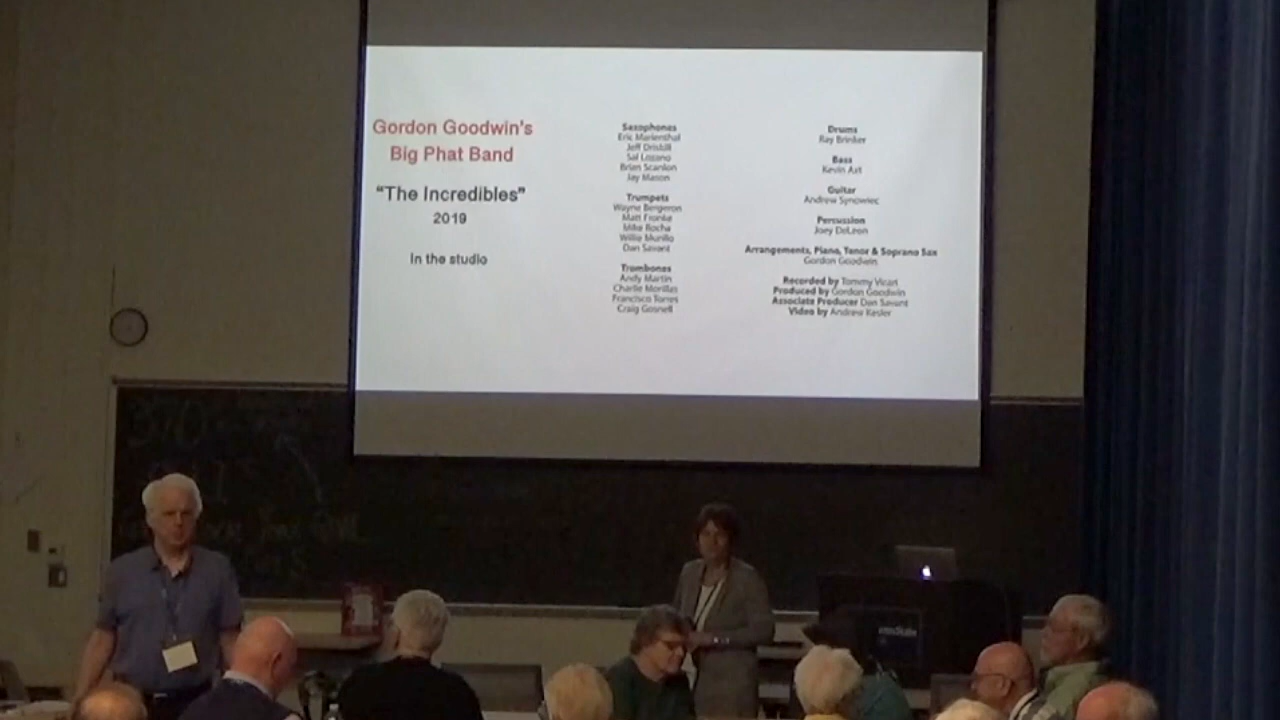 Gordon Goodwin's
Big Phat Band
"The Incredibles"
2019
In the studio
Saxophones
Eric Marienthal
Jeff Driskill
Sal Lozano
Brian Scanlon
Jay Mason
Trumpets
Wayne Bergeron
Matt Fronke
Mike Rocha
Willie Murillo
Dan Savant
Trombones
Andy Martin
Charlie Morillas
Francisco Torres
Craig Gosnell
Drums
Ray Brinker
Bass
Kevin Axt
Guitar
Andrew Synowiec
Percussion
Joey DeLeon
Arrangements, Piano, Tenor & Soprano Sax
Gordon Goodwin
Recorded by Tommy Vicari
Produced by Gordon Goodwin
Associate Producer Dan Savant
Video by Andrew Kesler